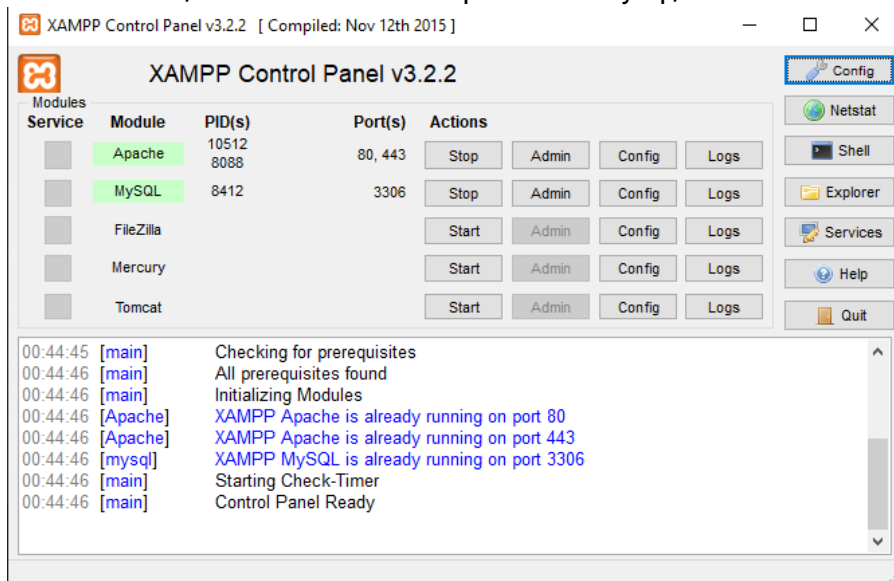 XAMPP Control Panel v3.2.2 [ Compiled: Nov 12th 2015 ]
XAMPP Control Panel v3.2.2
Config
Modules
Service Module PID(s) Port(s) Actions
Netstat
Apache 10512 8088 80, 443 Stop Admin Config Logs
Shell
MySQL 8412 3306 Stop Admin Config Logs
Explorer
FileZilla Start Admin Config Logs
Services
Mercury Start Admin Config Logs
Help
Tomcat Start Admin Config Logs
Quit
00:44:45 [main] Checking for prerequisites
00:44:46 [main] All prerequisites found
00:44:46 [main] Initializing Modules
00:44:46 [Apache] XAMPP Apache is already running on port 80
00:44:46 [Apache] XAMPP Apache is already running on port 443
00:44:46 [mysql] XAMPP MySQL is already running on port 3306
00:44:46 [main] Starting Check-Timer
00:44:46 [main] Control Panel Ready